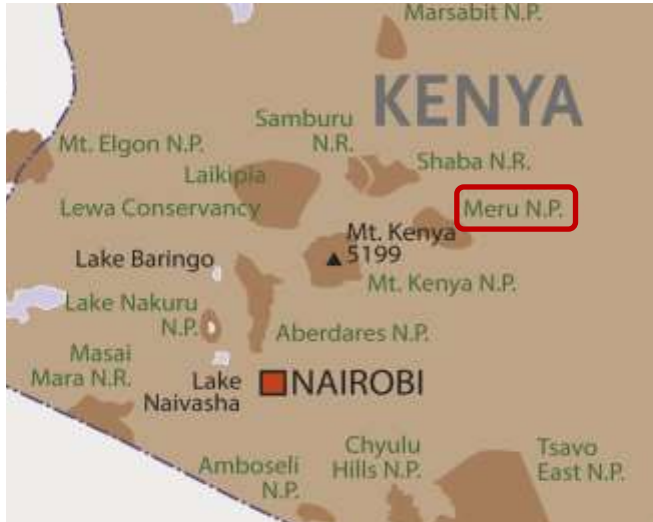 Marsabit N.P.
KENYA
Samburu
N.R.
Mt. Elgon N.P.
Shaba N.R.
Laikipia
Lewa Conservancy
Meru N.P.
Mt. Kenya
5199
Lake Baringo
Mt. Kenya N.P.
Lake Nakuru
N.P.
Aberdares N.P.
Masai
Mara N.R.
Lake
Naivasha
NAIROBI
Chyulu
Hills N.P.
Tsavo
East N.P.
Amboseli
N.P.